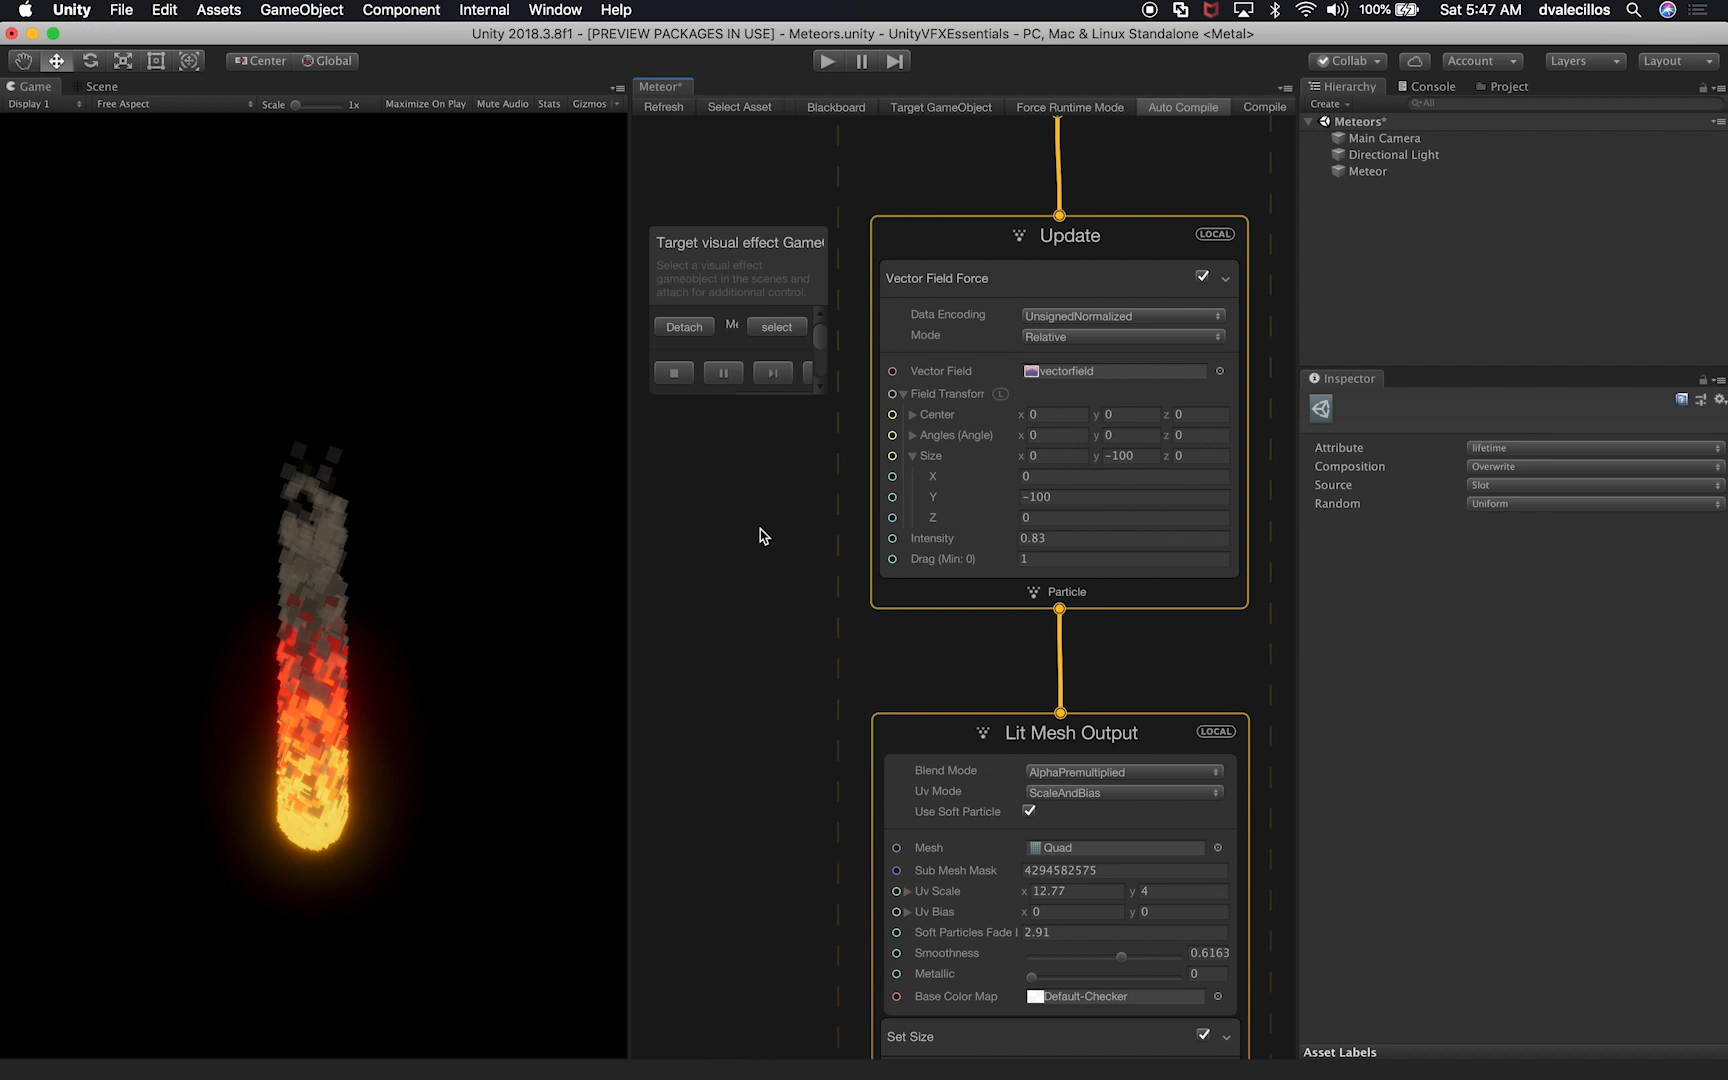 Unity File Edit Assets GameObject Component Internal Window Help 100% Sat 5:47 AM dvalecillos
Unity 2018.3.8f1 - [PREVIEW PACKAGES IN USE] - Meteors.unity - UnityVFXEssentials - PC, Mac & Linux Standalone <Metal>
Center Global Collab Account Layers Layout
Game Scene
Display 1 Free Aspect Scale 1x Maximize On Play Mute Audio Stats Gizmos
Meteor*
Refresh Select Asset Blackboard Target GameObject Force Runtime Mode Auto Compile Compile
Target visual effect Game
Select a visual effect
gameobject in the scenes and
attach for additionnal control.
Detach Me select
Update LOCAL
Vector Field Force
Data Encoding UnsignedNormalized
Mode Relative
Vector Field vectorfield
Field Transform L
Center x 0 y 0 z 0
Angles (Angle) x 0 y 0 z 0
Size x 0 y -100 z 0
X 0
Y -100
Z 0
Intensity 0.83
Drag (Min: 0) 1
Particle
Lit Mesh Output LOCAL
Blend Mode AlphaPremultiplied
Uv Mode ScaleAndBias
Use Soft Particle
Mesh Quad
Sub Mesh Mask 4294582575
Uv Scale x 12.77 y 4
Uv Bias x 0 y 0
Soft Particles Fade 2.91
Smoothness 0.6163
Metallic 0
Base Color Map Default-Checker
Set Size
Hierarchy Console Project
Create All
Meteors*
Main Camera
Directional Light
Meteor
Inspector
Attribute lifetime
Composition Overwrite
Source Slot
Random Uniform
Asset Labels